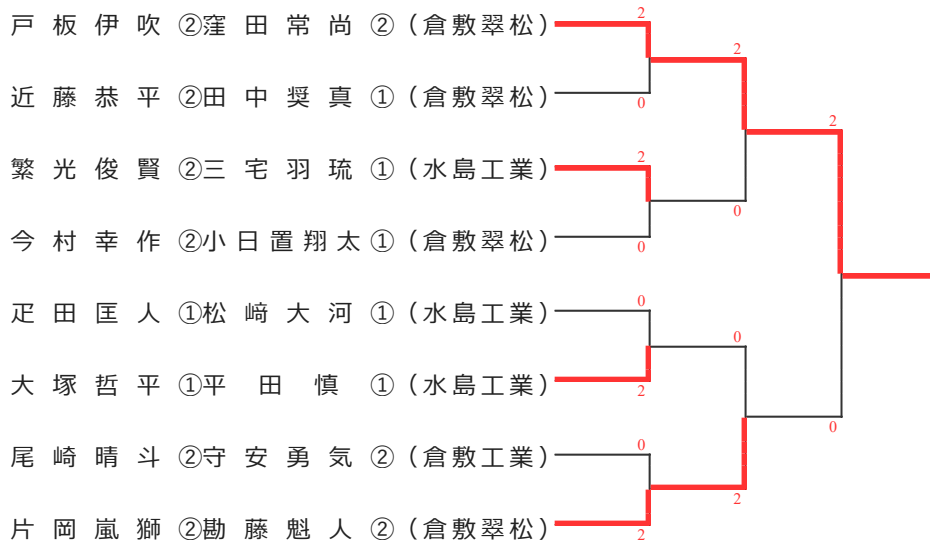 戸板伊吹②窪田常尚②(倉敷翠松)
2
2
近藤恭平②田中奨真①(倉敷翠松)
0
2
繁光俊賢②三宅羽琉①(水島工業)
2
0
今村幸作②小日置翔太①(倉敷翠松)
0
疋田匡人①松﨑大河①(水島工業)
0
0
大塚哲平①平田慎①(水島工業)
2
0
尾崎晴斗②守安勇気②(倉敷工業)
0
2
片岡嵐獅②勘藤魁人②(倉敷翠松)
2